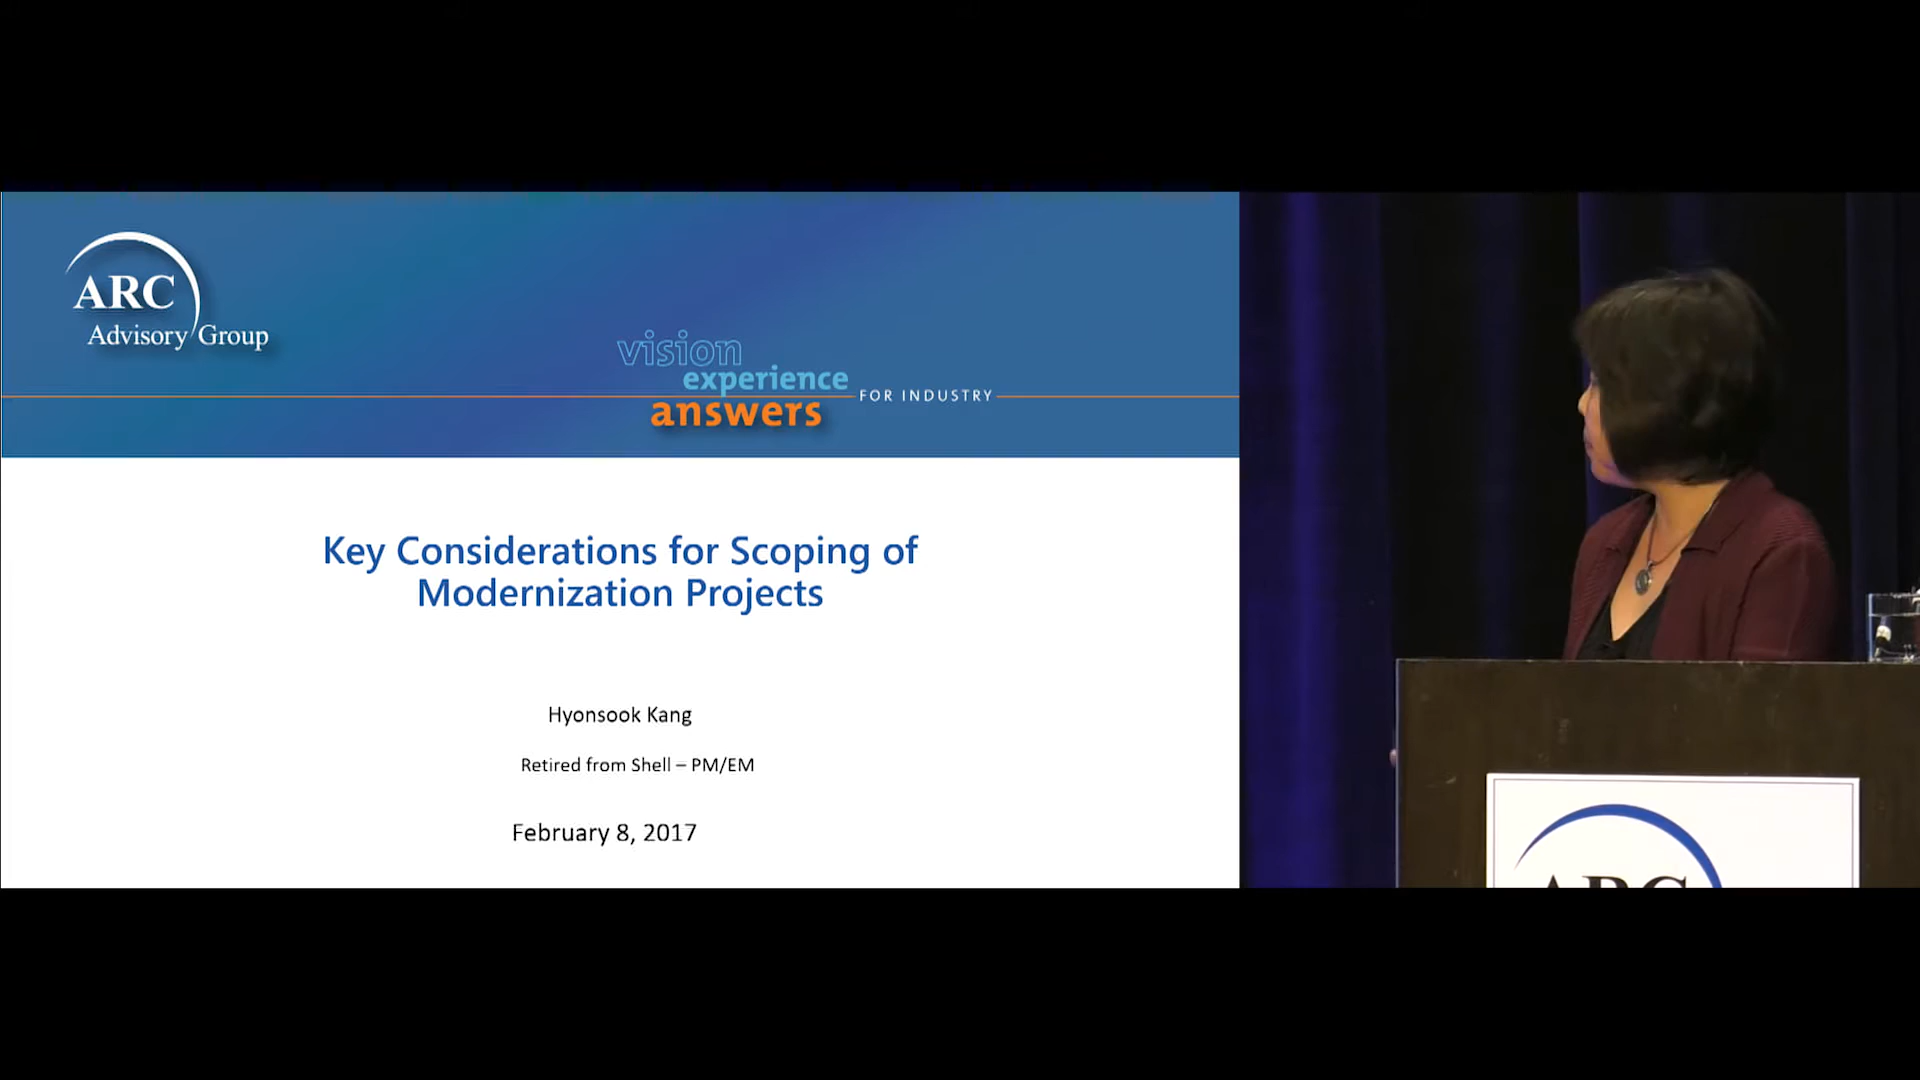 ARC
Advisory Group
vision
experience
FOR INDUSTRY
answers
Key Considerations for Scoping of
Modernization Projects
Hyonsook Kang
Retired from Shell – PM/EM
February 8, 2017
ARC